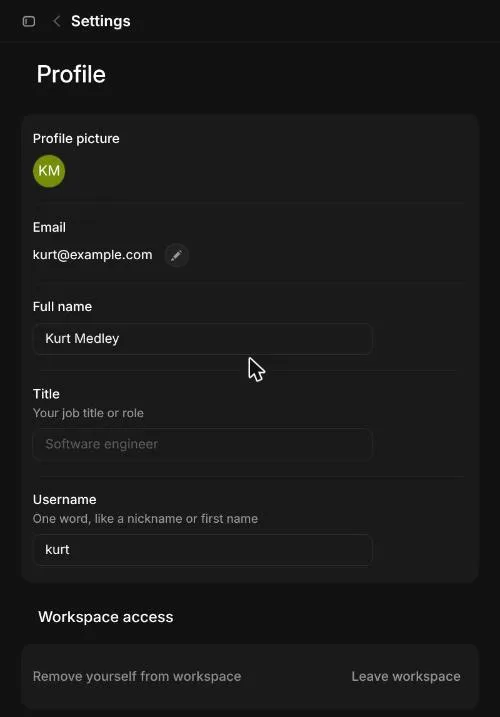 Settings
Profile
Profile picture
KM
Email
kurt@example.com
Full name
Kurt Medley
Title
Your job title or role
Software engineer
Username
One word, like a nickname or first name
kurt
Workspace access
Remove yourself from workspace
Leave workspace